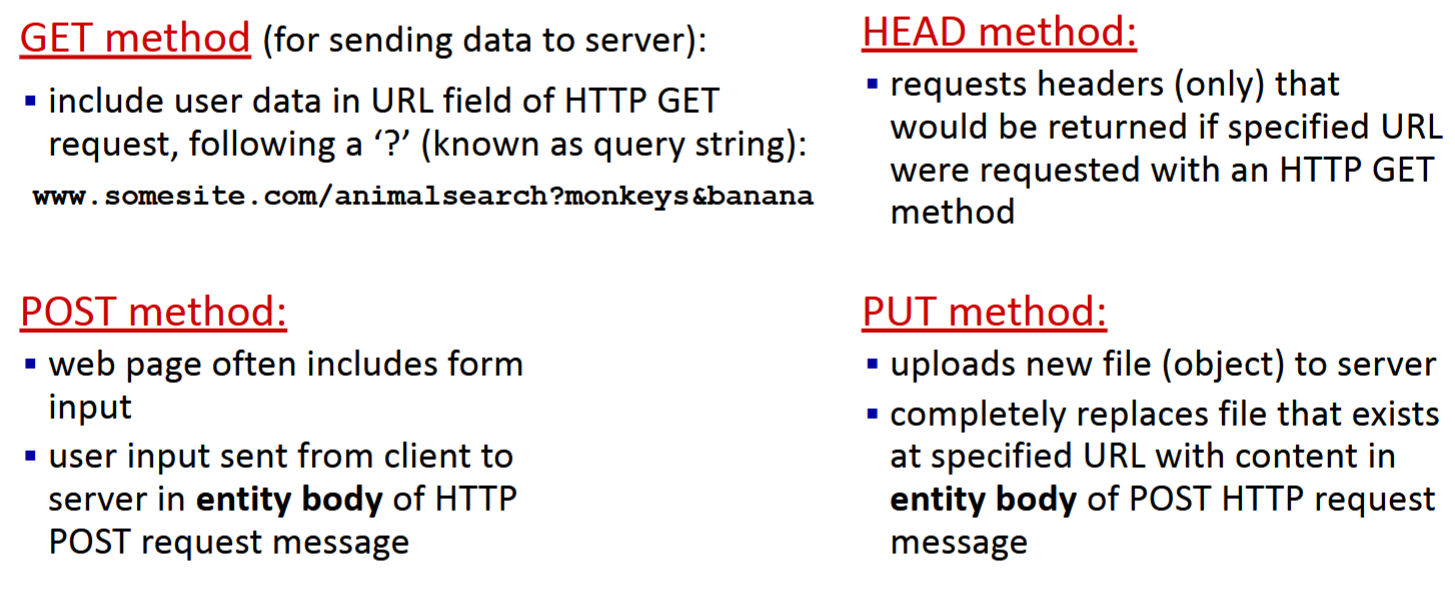 GET method (for sending data to server):
▪ include user data in URL field of HTTP GET
request, following a ‘?’ (known as query string):
www.somesite.com/animalsearch?monkeys&banana
HEAD method:
▪ requests headers (only) that
would be returned if specified URL
were requested with an HTTP GET
method
POST method:
▪ web page often includes form
input
▪ user input sent from client to
server in entity body of HTTP
POST request message
PUT method:
▪ uploads new file (object) to server
▪ completely replaces file that exists
at specified URL with content in
entity body of POST HTTP request
message